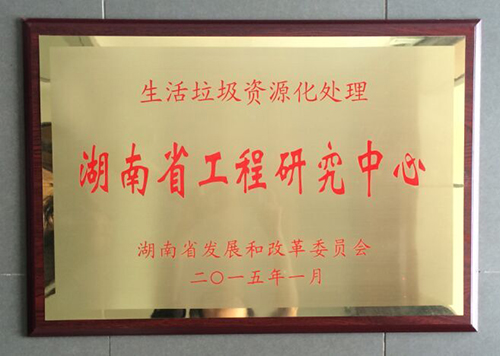 生活垃圾资源化处理
湖南省工程研究中心
湖南省发展和改革委员会
二〇一五年一月